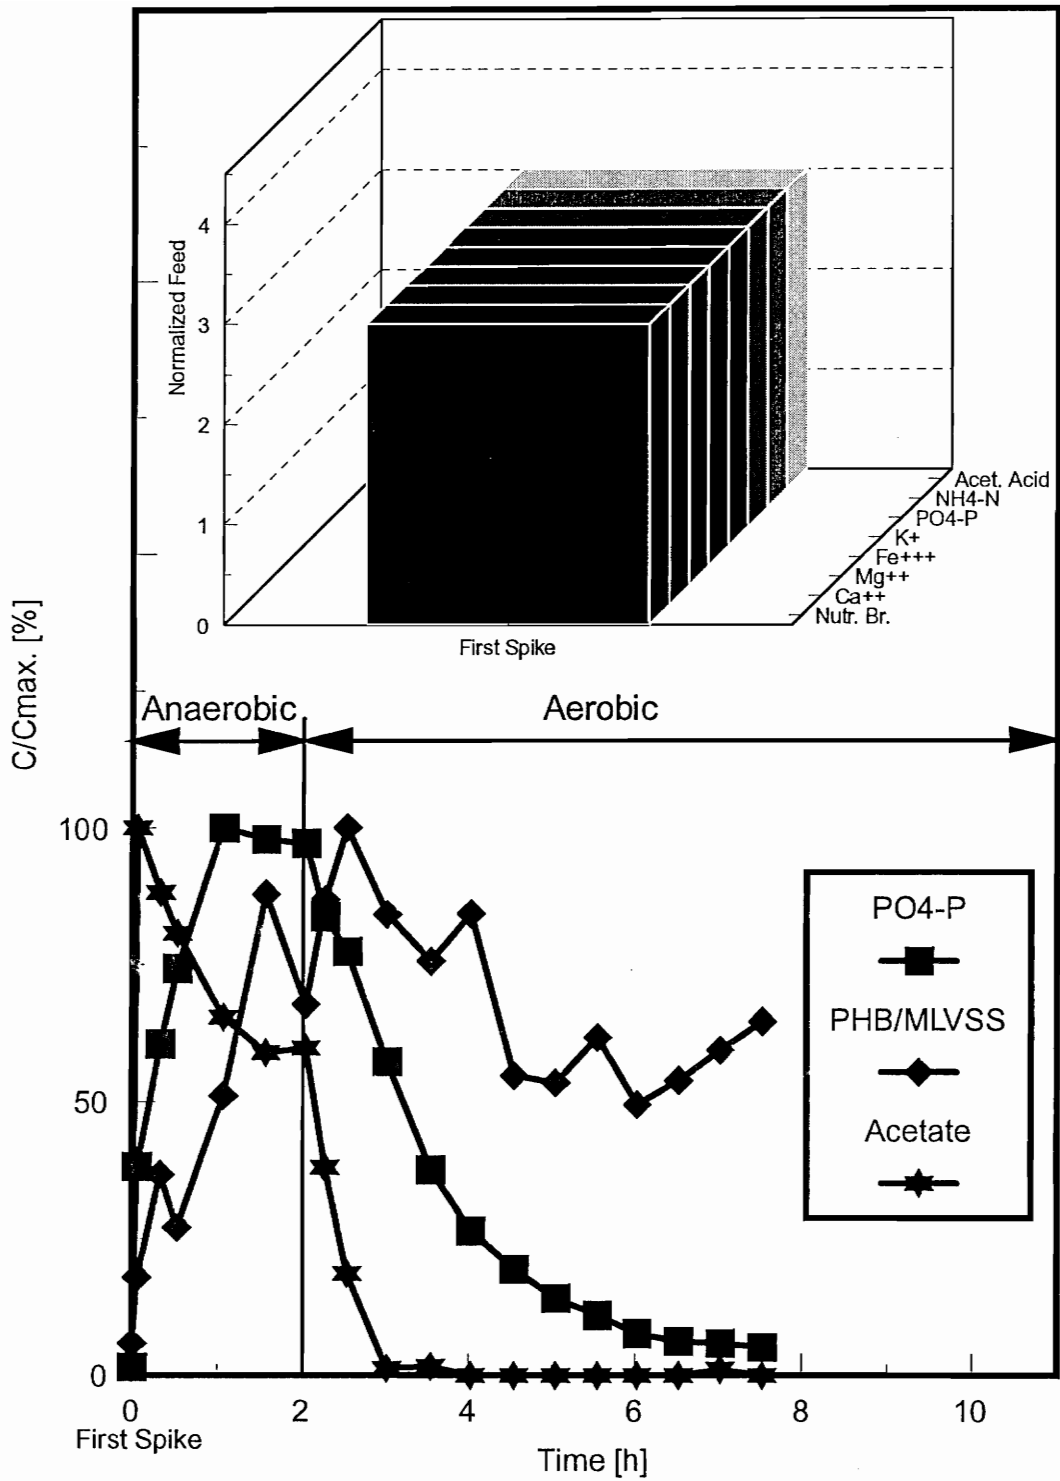 4
3
2
1
0
Normalized Feed
Acet. Acid
NH4-N
PO4-P
K+
Fe+++
Mg++
Ca++
Nutr. Br.
First Spike
C/Cmax. [%]
Anaerobic
Aerobic
100
50
0
PO4-P
PHB/MLVSS
Acetate
0 2 4 6 8 10
First Spike
Time [h]